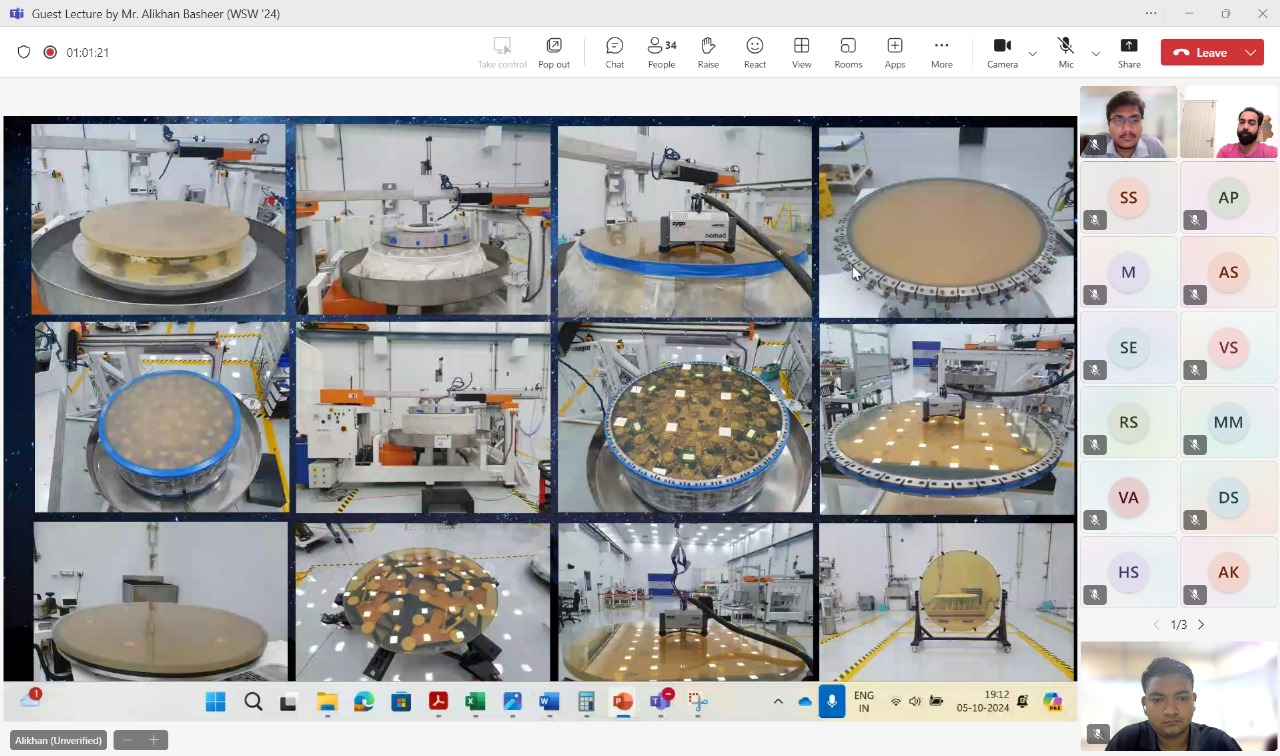 Guest Lecture by Mr. Alikhan Basheer (WSW '24)
01:01:21
Take control
Pop out
Chat
34
People
Raise
React
View
Rooms
Apps
More
Camera
Mic
Share
Leave
zygo
nomad
SS
AP
M
AS
SE
VS
RS
MM
VA
DS
HS
AK
1/3
1
ENG
IN
19:12
05-10-2024
PRE
Alikhan (Unverified)